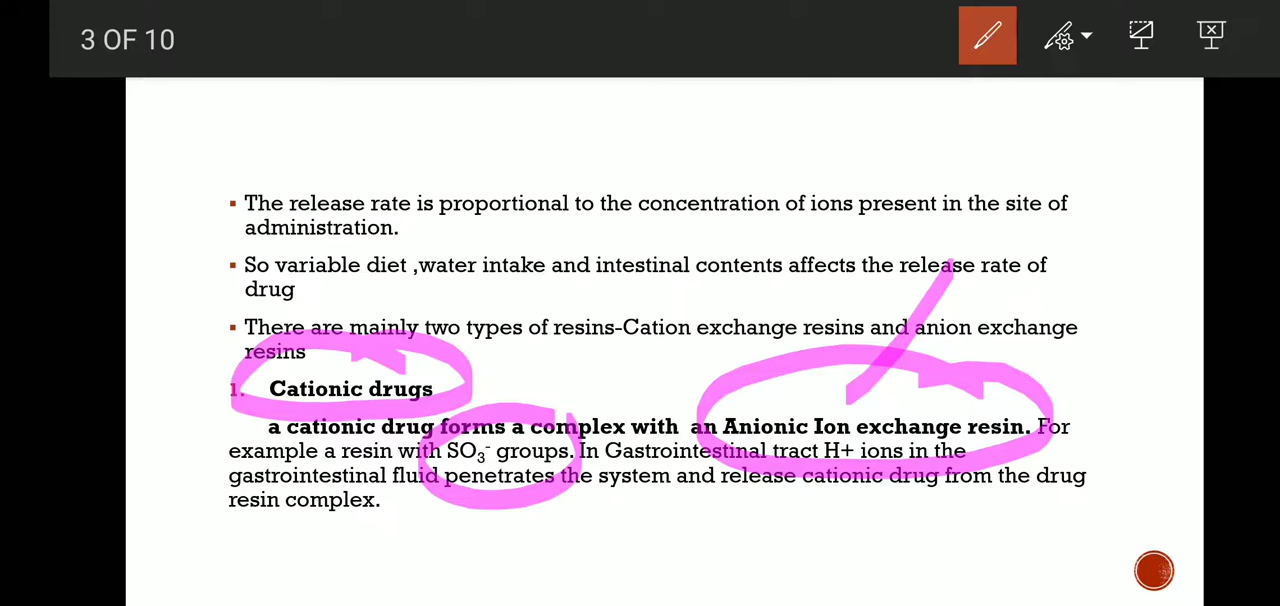 3 OF 10
▪ The release rate is proportional to the concentration of ions present in the site of
administration.
▪ So variable diet ,water intake and intestinal contents affects the release rate of
drug
▪ There are mainly two types of resins-Cation exchange resins and anion exchange
resins
1. Cationic drugs
a cationic drug forms a complex with an Anionic Ion exchange resin. For
example a resin with SO₃⁻ groups. In Gastrointestinal tract H+ ions in the
gastrointestinal fluid penetrates the system and release cationic drug from the drug
resin complex.